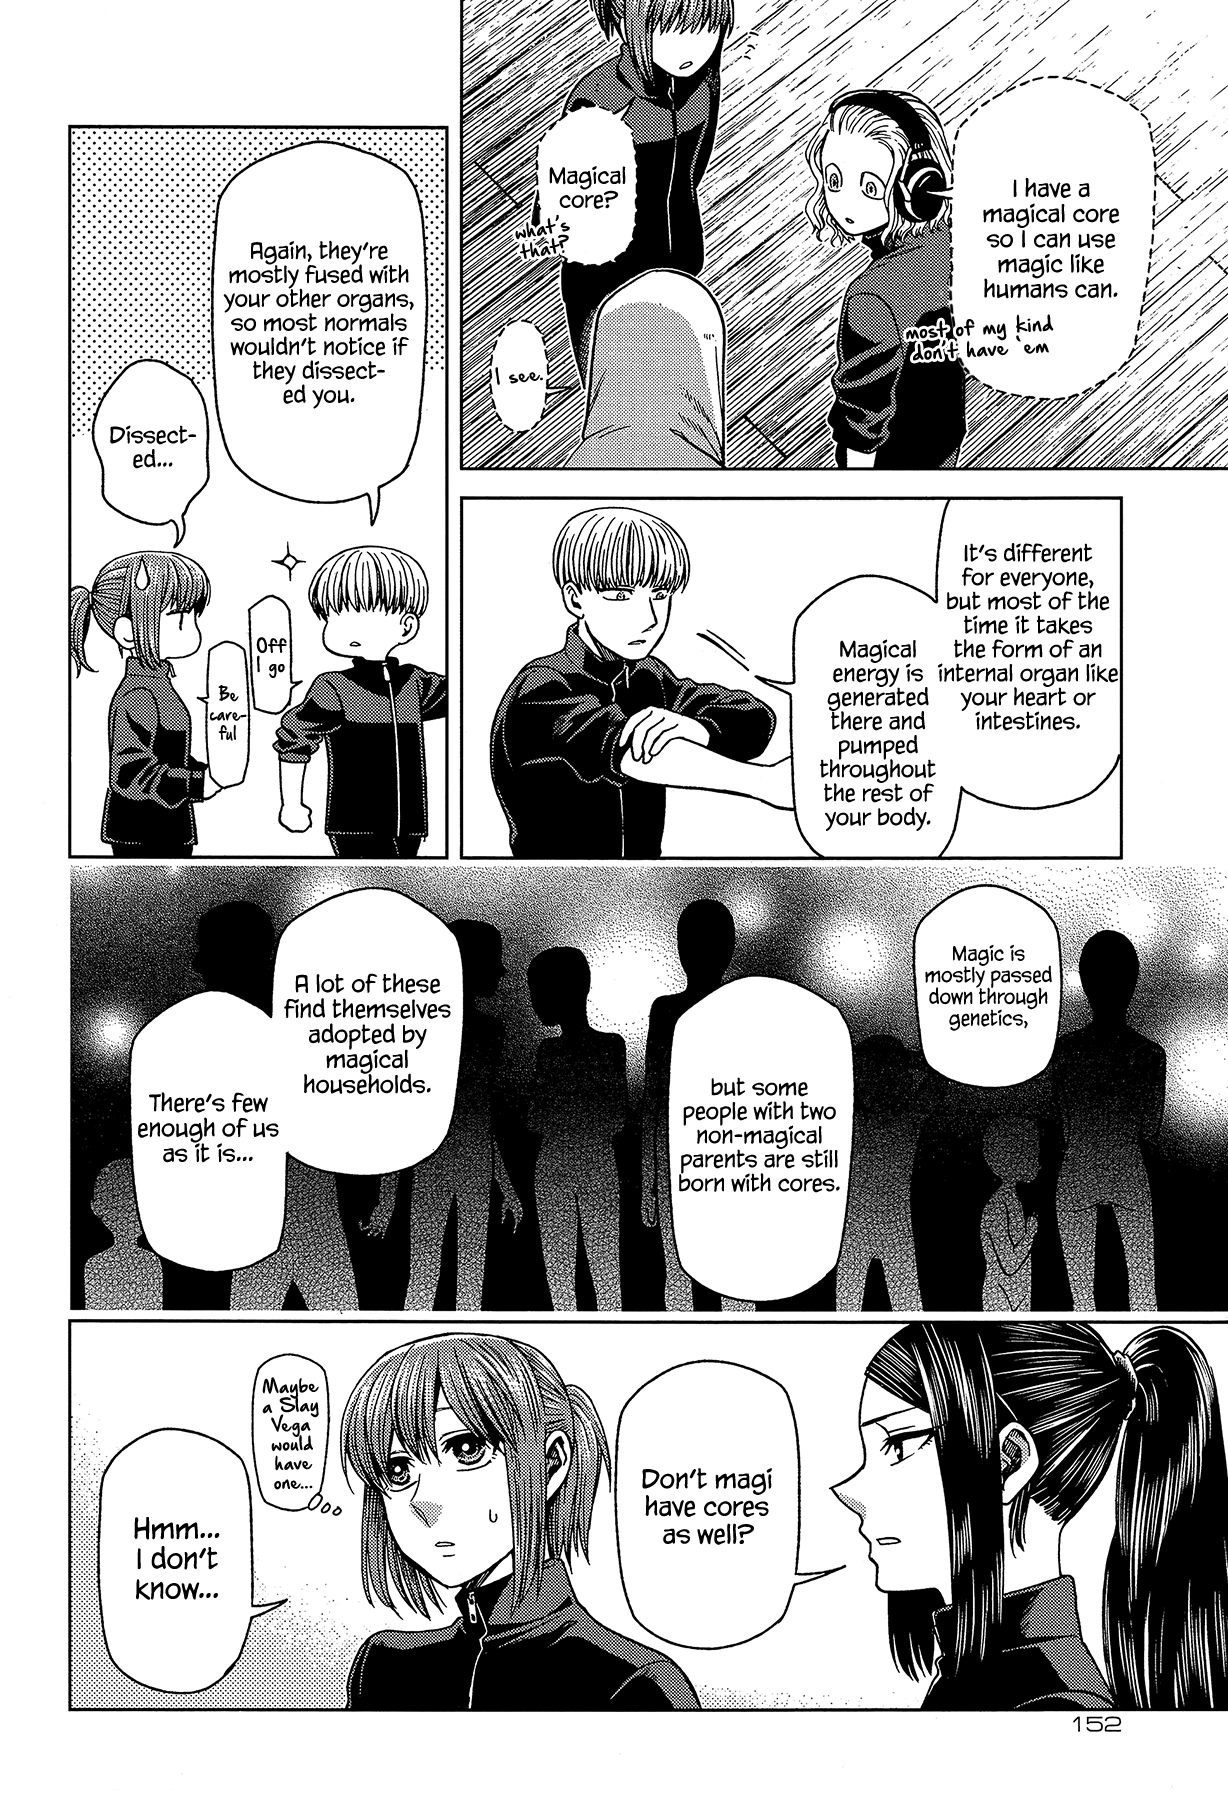 I have a
magical core
so I can use
magic like
humans can.
most of my kind
don't have 'em
Magical
core?
what's
that?
I see.
It's different
for everyone,
but most of the
time it takes
the form of an
internal organ like
your heart or
intestines.
Magical
energy is
generated
there and
pumped
throughout
the rest of
your body.
Again, they're
mostly fused with
your other organs,
so most normals
wouldn't notice if
they dissect-
ed you.
Dissect-
ed...
Off
I go
Be
care-
ful
Magic is
mostly passed
down through
genetics,
but some
people with two
non-magical
parents are still
born with cores.
A lot of these
find themselves
adopted by
magical
households.
There's few
enough of us
as it is...
Don't magi
have cores
as well?
Maybe
a Slay
Vega
would
have
one...
Hmm...
I don't
know...
152